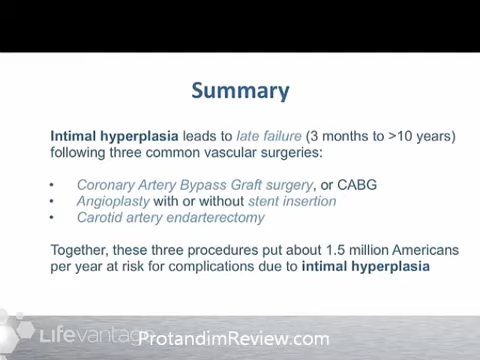 Summary
Intimal hyperplasia leads to late failure (3 months to >10 years)
following three common vascular surgeries:
• Coronary Artery Bypass Graft surgery, or CABG
• Angioplasty with or without stent insertion
• Carotid artery endarterectomy
Together, these three procedures put about 1.5 million Americans
per year at risk for complications due to intimal hyperplasia
Lifevantag ProtandimReview.com